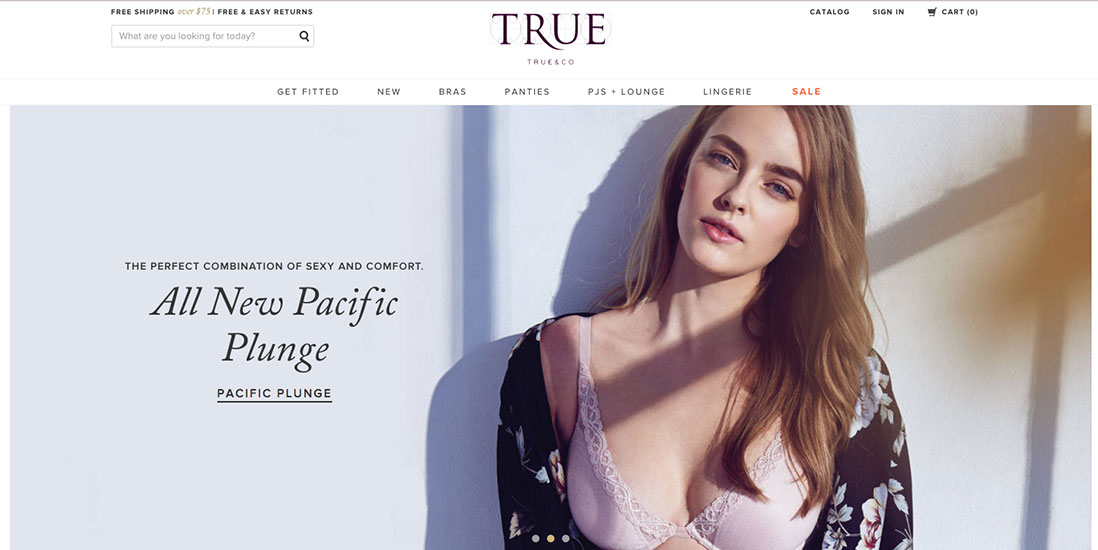 FREE SHIPPING over $75 | FREE & EASY RETURNS
What are you looking for today?
TRUE
TRUE&CO
CATALOG
SIGN IN
CART (0)
GET FITTED
NEW
BRAS
PANTIES
PJS + LOUNGE
LINGERIE
SALE
THE PERFECT COMBINATION OF SEXY AND COMFORT.
All New Pacific
Plunge
PACIFIC PLUNGE